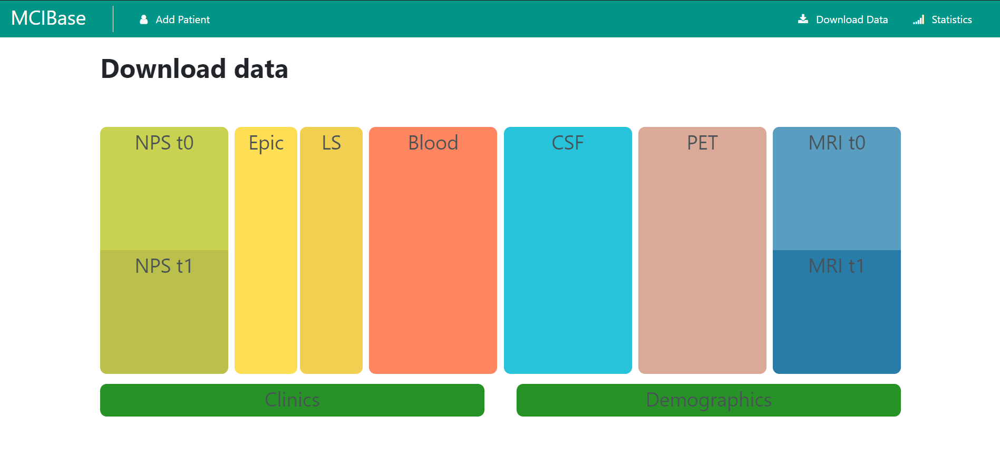 MCIBase
Add Patient
Download Data
Statistics
Download data
NPS t0
Epic
LS
Blood
CSF
PET
MRI t0
NPS t1
MRI t1
Clinics
Demographics